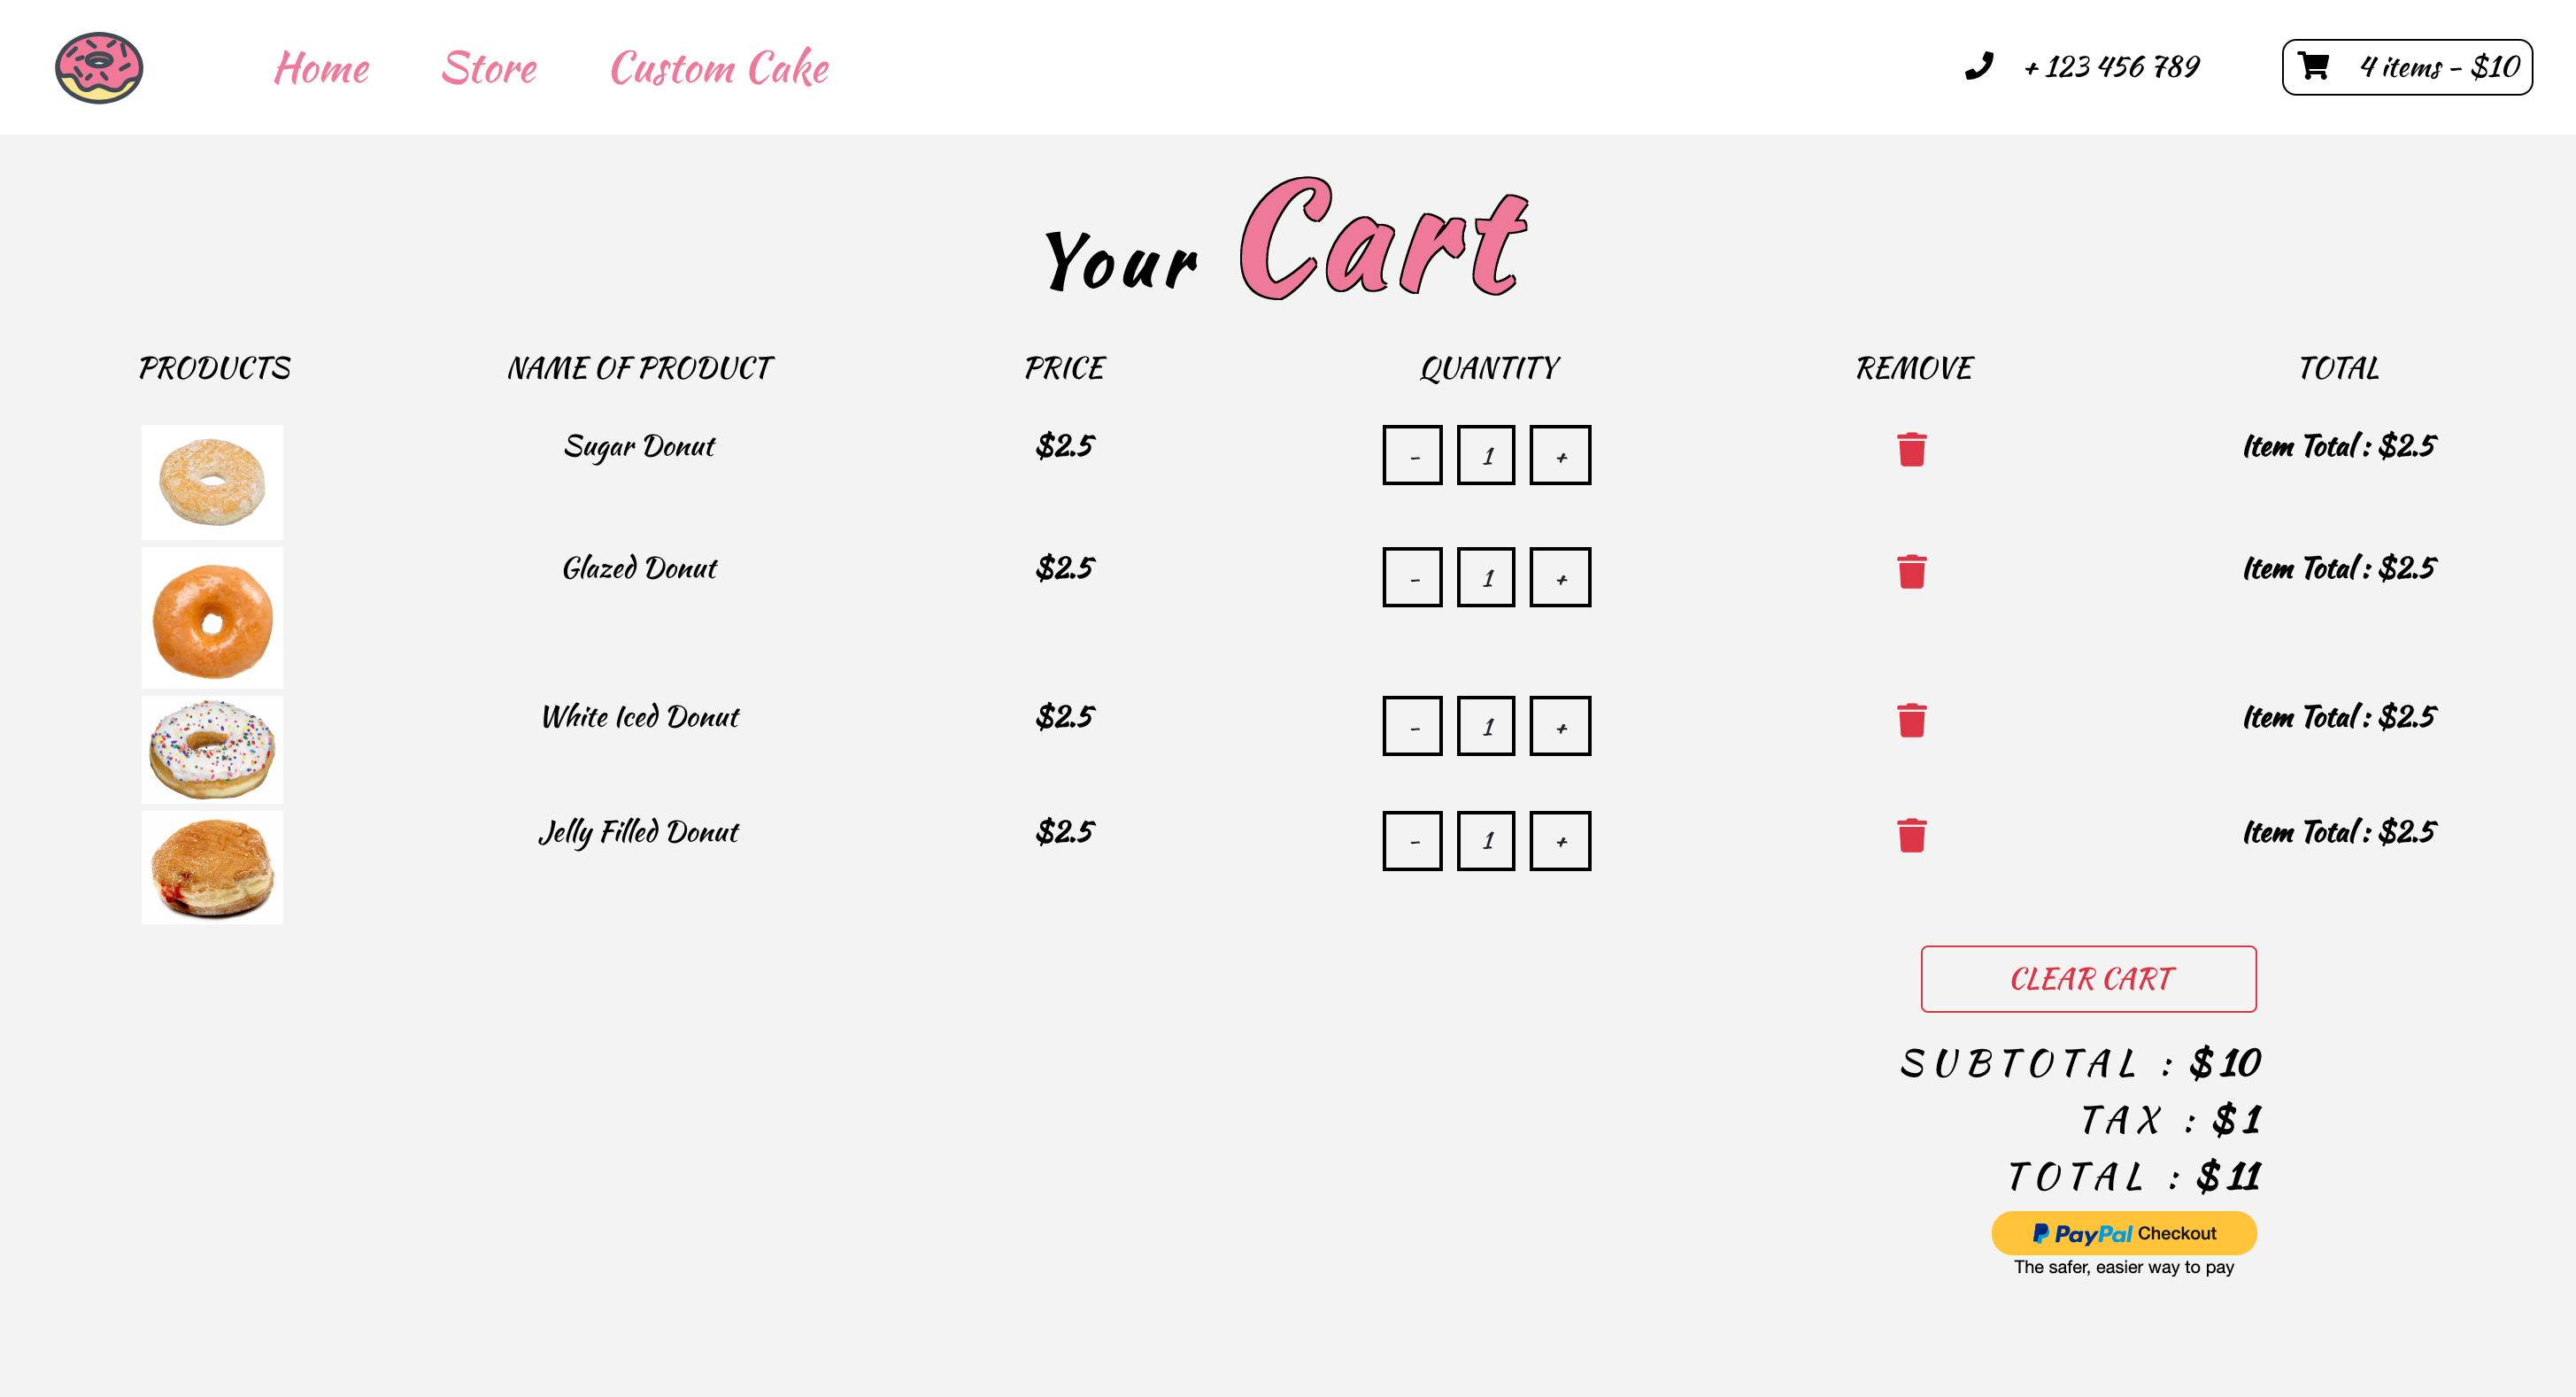 Home Store Custom Cake + 123 456 789 4 items - $10
Your Cart
PRODUCTS NAME OF PRODUCT PRICE QUANTITY REMOVE TOTAL
Sugar Donut $2.5 - 1 + Item Total : $2.5
Glazed Donut $2.5 - 1 + Item Total : $2.5
White Iced Donut $2.5 - 1 + Item Total : $2.5
Jelly Filled Donut $2.5 - 1 + Item Total : $2.5
CLEAR CART
SUBTOTAL : $10
TAX : $1
TOTAL : $11
PayPal Checkout
The safer, easier way to pay